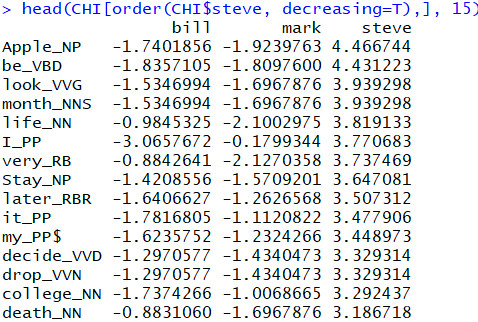 > head(CHI[order(CHI$steve, decreasing=T),], 15)
bill mark steve
Apple_NP -1.7401856 -1.9239763 4.466744
be_VBD -1.8357105 -1.8097600 4.431223
look_VVG -1.5346994 -1.6967876 3.939298
month_NNS -1.5346994 -1.6967876 3.939298
life_NN -0.9845325 -2.1002975 3.819133
I_PP -3.0657672 -0.1799344 3.770683
very_RB -0.8842641 -2.1270358 3.737469
Stay_NP -1.4208556 -1.5709201 3.647081
later_RBR -1.6406627 -1.2626568 3.507312
it_PP -1.7816805 -1.1120822 3.477906
my_PP$ -1.6235752 -1.2324266 3.448973
decide_VVD -1.2970577 -1.4340473 3.329314
drop_VVN -1.2970577 -1.4340473 3.329314
college_NN -1.7374266 -1.0068665 3.292437
death_NN -0.8831060 -1.6967876 3.186718